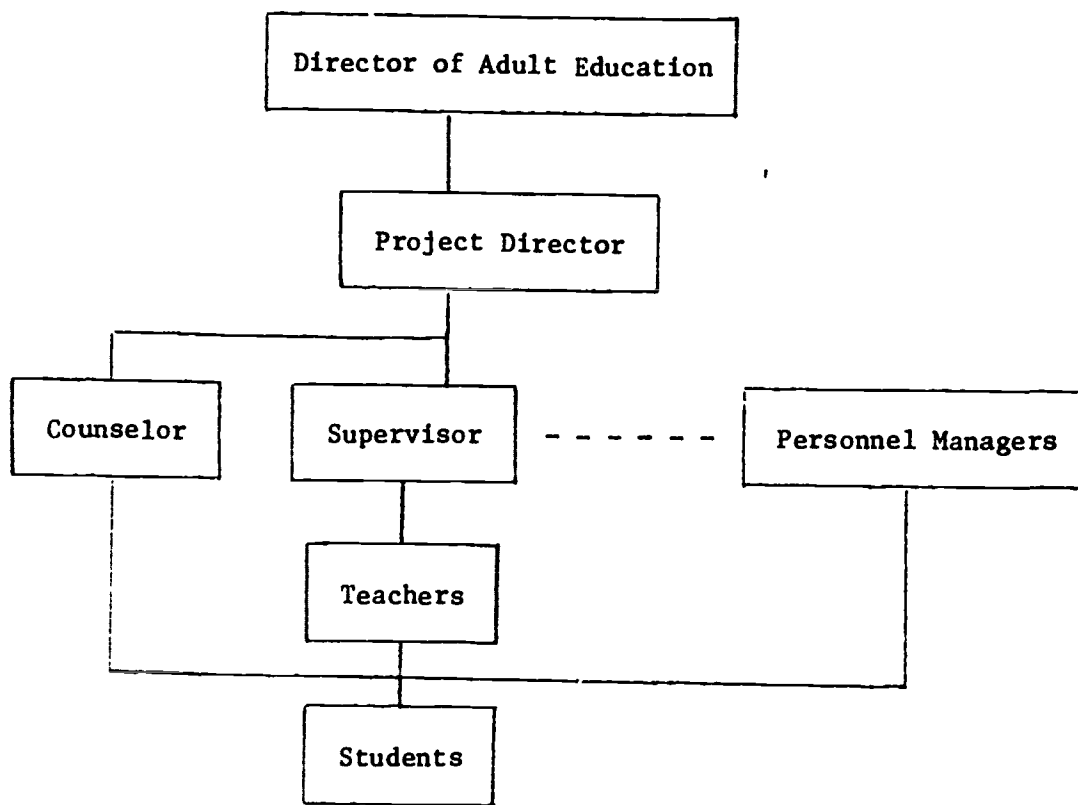 Director of Adult Education
Project Director
Counselor
Supervisor
Personnel Managers
Teachers
Students